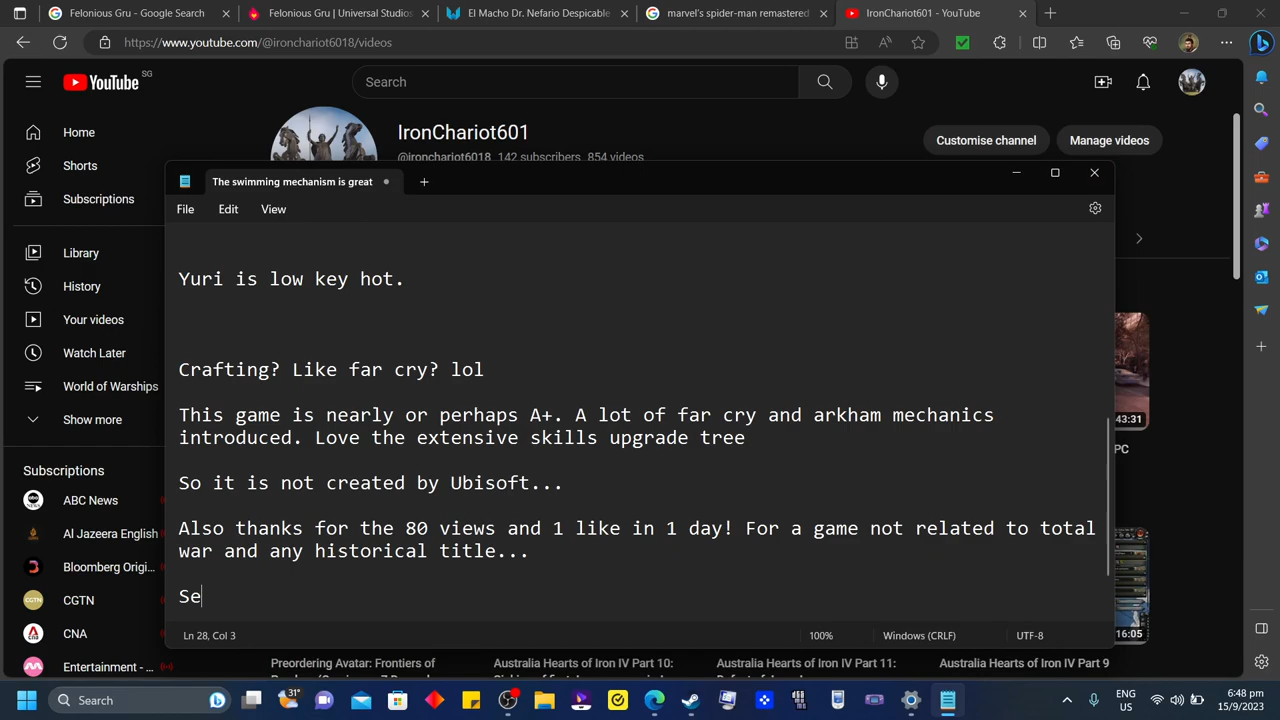 Felonious Gru - Google Search
Felonious Gru | Universal Studios
El Macho Dr. Nefario Despicable
marvel's spider-man remastered
IronChariot601 - YouTube
https://www.youtube.com/@ironchariot6018/videos
YouTube SG
Search
Home
Shorts
Subscriptions
Library
History
Your videos
Watch Later
World of Warships
Show more
Subscriptions
ABC News
Al Jazeera English
Bloomberg Origi...
CGTN
CNA
Entertainment -
IronChariot601
@ironchariot6018 142 subscribers 854 videos
Customise channel
Manage videos
The swimming mechanism is great
File
Edit
View
Yuri is low key hot.
Crafting? Like far cry? lol
This game is nearly or perhaps A+. A lot of far cry and arkham mechanics
introduced. Love the extensive skills upgrade tree
So it is not created by Ubisoft...
Also thanks for the 80 views and 1 like in 1 day! For a game not related to total
war and any historical title...
Se
Ln 28, Col 3
100%
Windows (CRLF)
UTF-8
43:31
PC
16:05
Preordering Avatar: Frontiers of
Australia Hearts of Iron IV Part 10:
Australia Hearts of Iron IV Part 11:
Australia Hearts of Iron IV Part 9
Search
31°
ENG
US
6:48 pm
15/9/2023